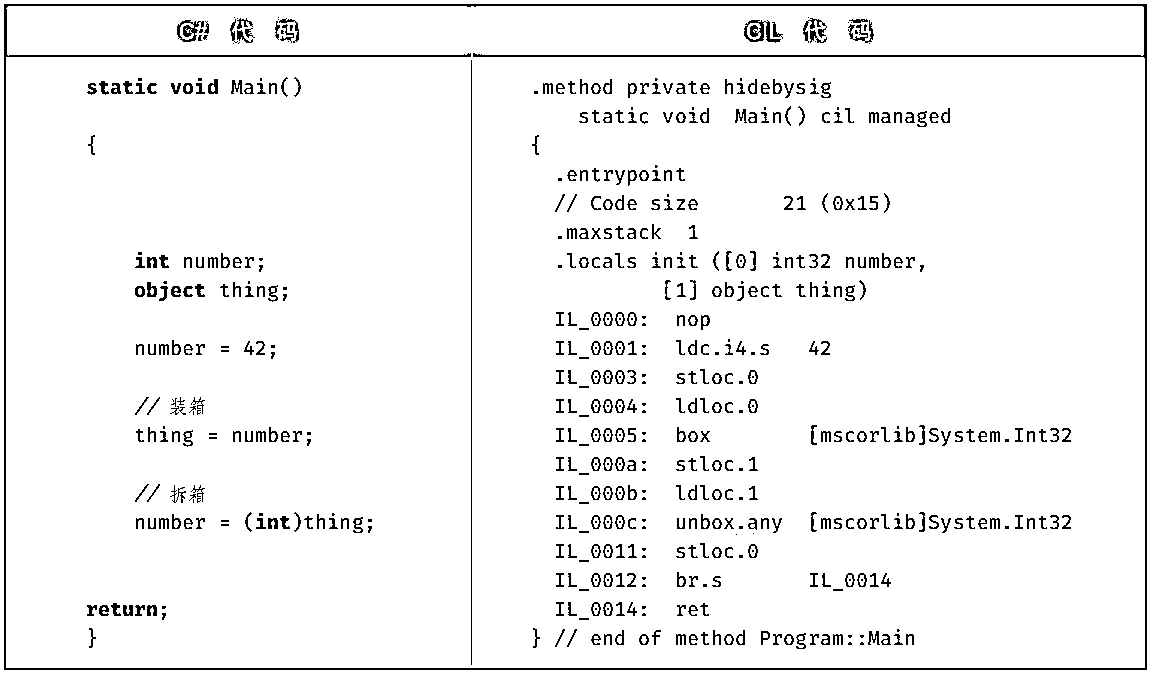 C# 代 码
static void Main()
{
int number;
object thing;
number = 42;
// 装箱
thing = number;
// 拆箱
number = (int)thing;
return;
}
CIL 代 码
.method private hidebysig
static void  Main() cil managed
{
.entrypoint
// Code size       21 (0x15)
.maxstack  1
.locals init ([0] int32 number,
[1] object thing)
IL_0000:  nop
IL_0001:  ldc.i4.s   42
IL_0003:  stloc.0
IL_0004:  ldloc.0
IL_0005:  box        [mscorlib]System.Int32
IL_000a:  stloc.1
IL_000b:  ldloc.1
IL_000c:  unbox.any  [mscorlib]System.Int32
IL_0011:  stloc.0
IL_0012:  br.s       IL_0014
IL_0014:  ret
} // end of method Program::Main